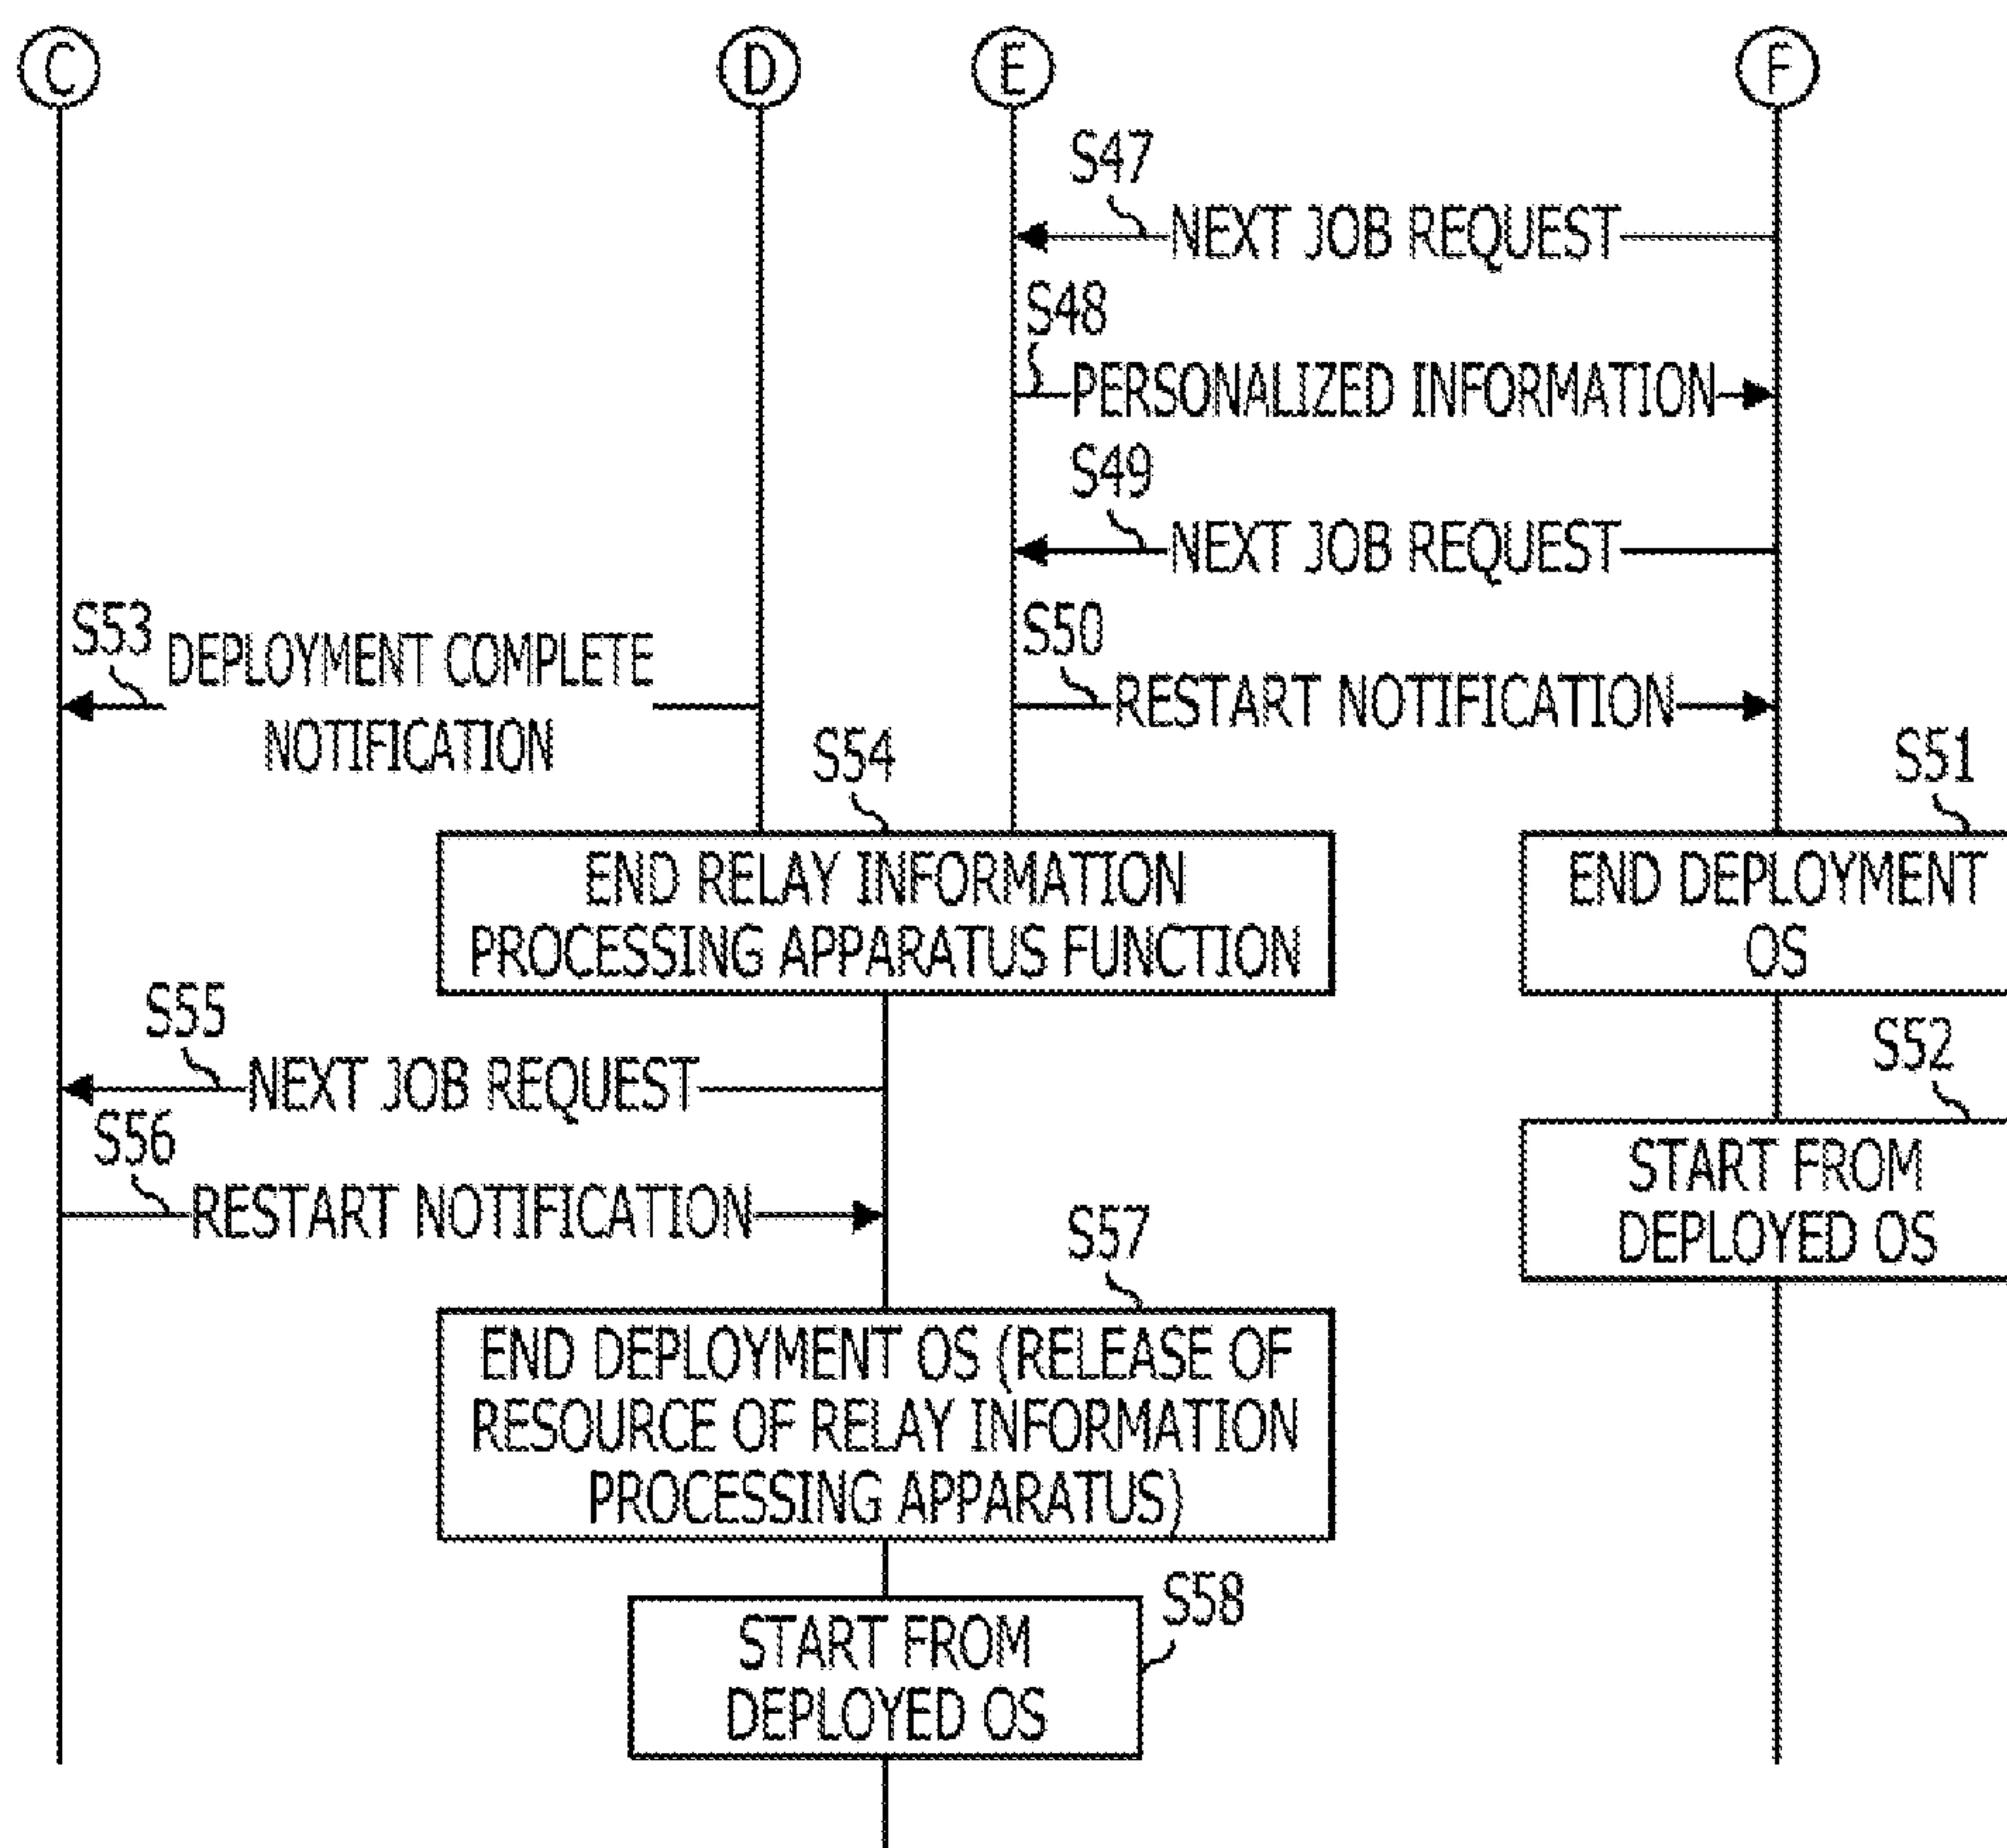 C
D
E
F
S47
NEXT JOB REQUEST
S48
PERSONALIZED INFORMATION
S49
NEXT JOB REQUEST
S53
DEPLOYMENT COMPLETE
NOTIFICATION
S50
RESTART NOTIFICATION
S54
END RELAY INFORMATION
PROCESSING APPARATUS FUNCTION
S51
END DEPLOYMENT
OS
S55
NEXT JOB REQUEST
S52
START FROM
DEPLOYED OS
S56
RESTART NOTIFICATION
S57
END DEPLOYMENT OS (RELEASE OF
RESOURCE OF RELAY INFORMATION
PROCESSING APPARATUS)
S58
START FROM
DEPLOYED OS